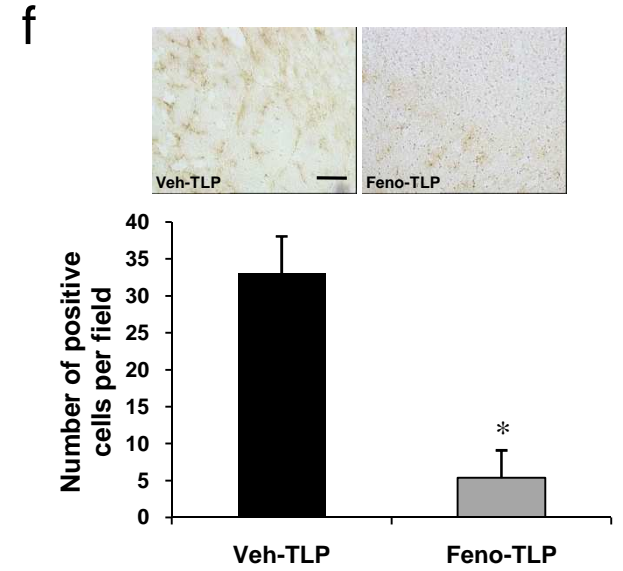 f
Veh-TLP
Feno-TLP
40
35
30
25
20
15
10
5
0
Number of positive
cells per field
*
Veh-TLP
Feno-TLP